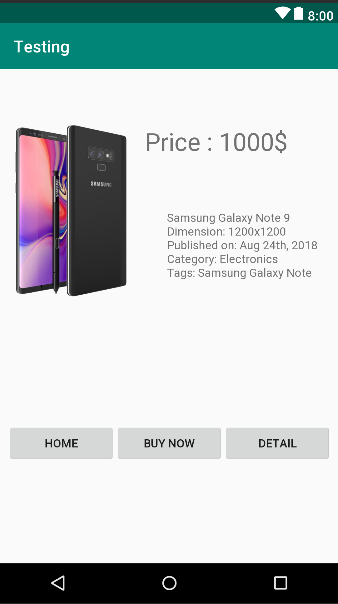 8:00
Testing
Price : 1000$
SAMSUNG
Samsung Galaxy Note 9
Dimension: 1200x1200
Published on: Aug 24th, 2018
Category: Electronics
Tags: Samsung Galaxy Note
HOME BUY NOW DETAIL